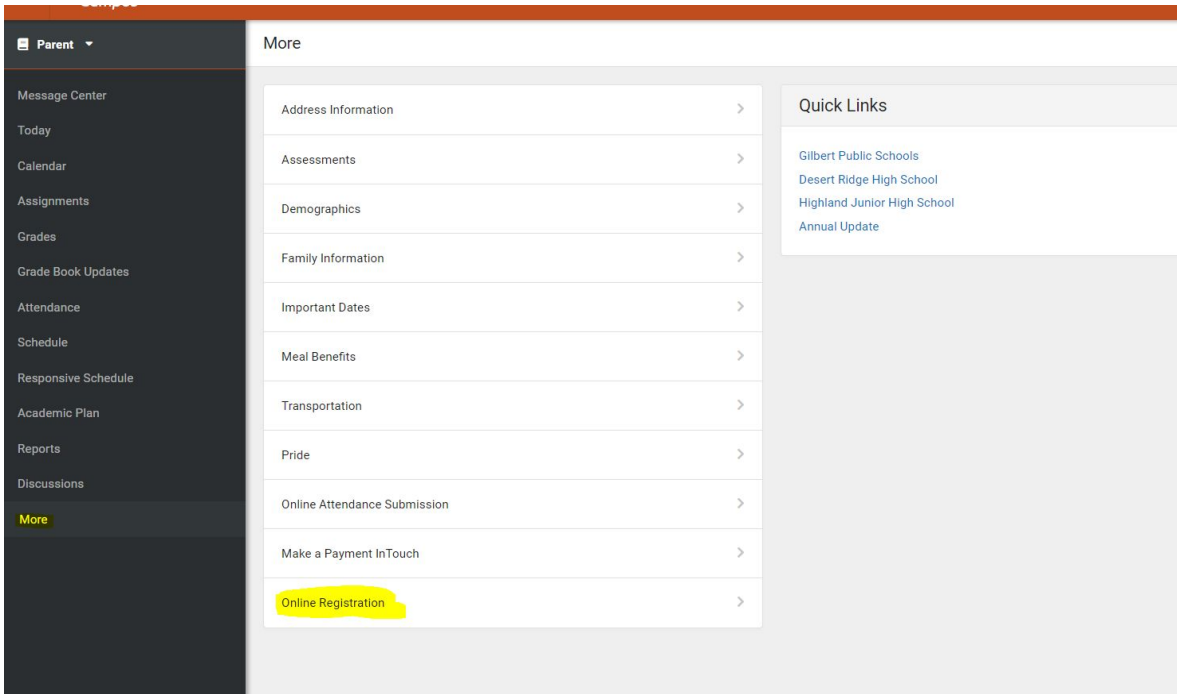 Parent
Message Center
Today
Calendar
Assignments
Grades
Grade Book Updates
Attendance
Schedule
Responsive Schedule
Academic Plan
Reports
Discussions
More
More
Address Information
Assessments
Demographics
Family Information
Important Dates
Meal Benefits
Transportation
Pride
Online Attendance Submission
Make a Payment InTouch
Online Registration
Quick Links
Gilbert Public Schools
Desert Ridge High School
Highland Junior High School
Annual Update